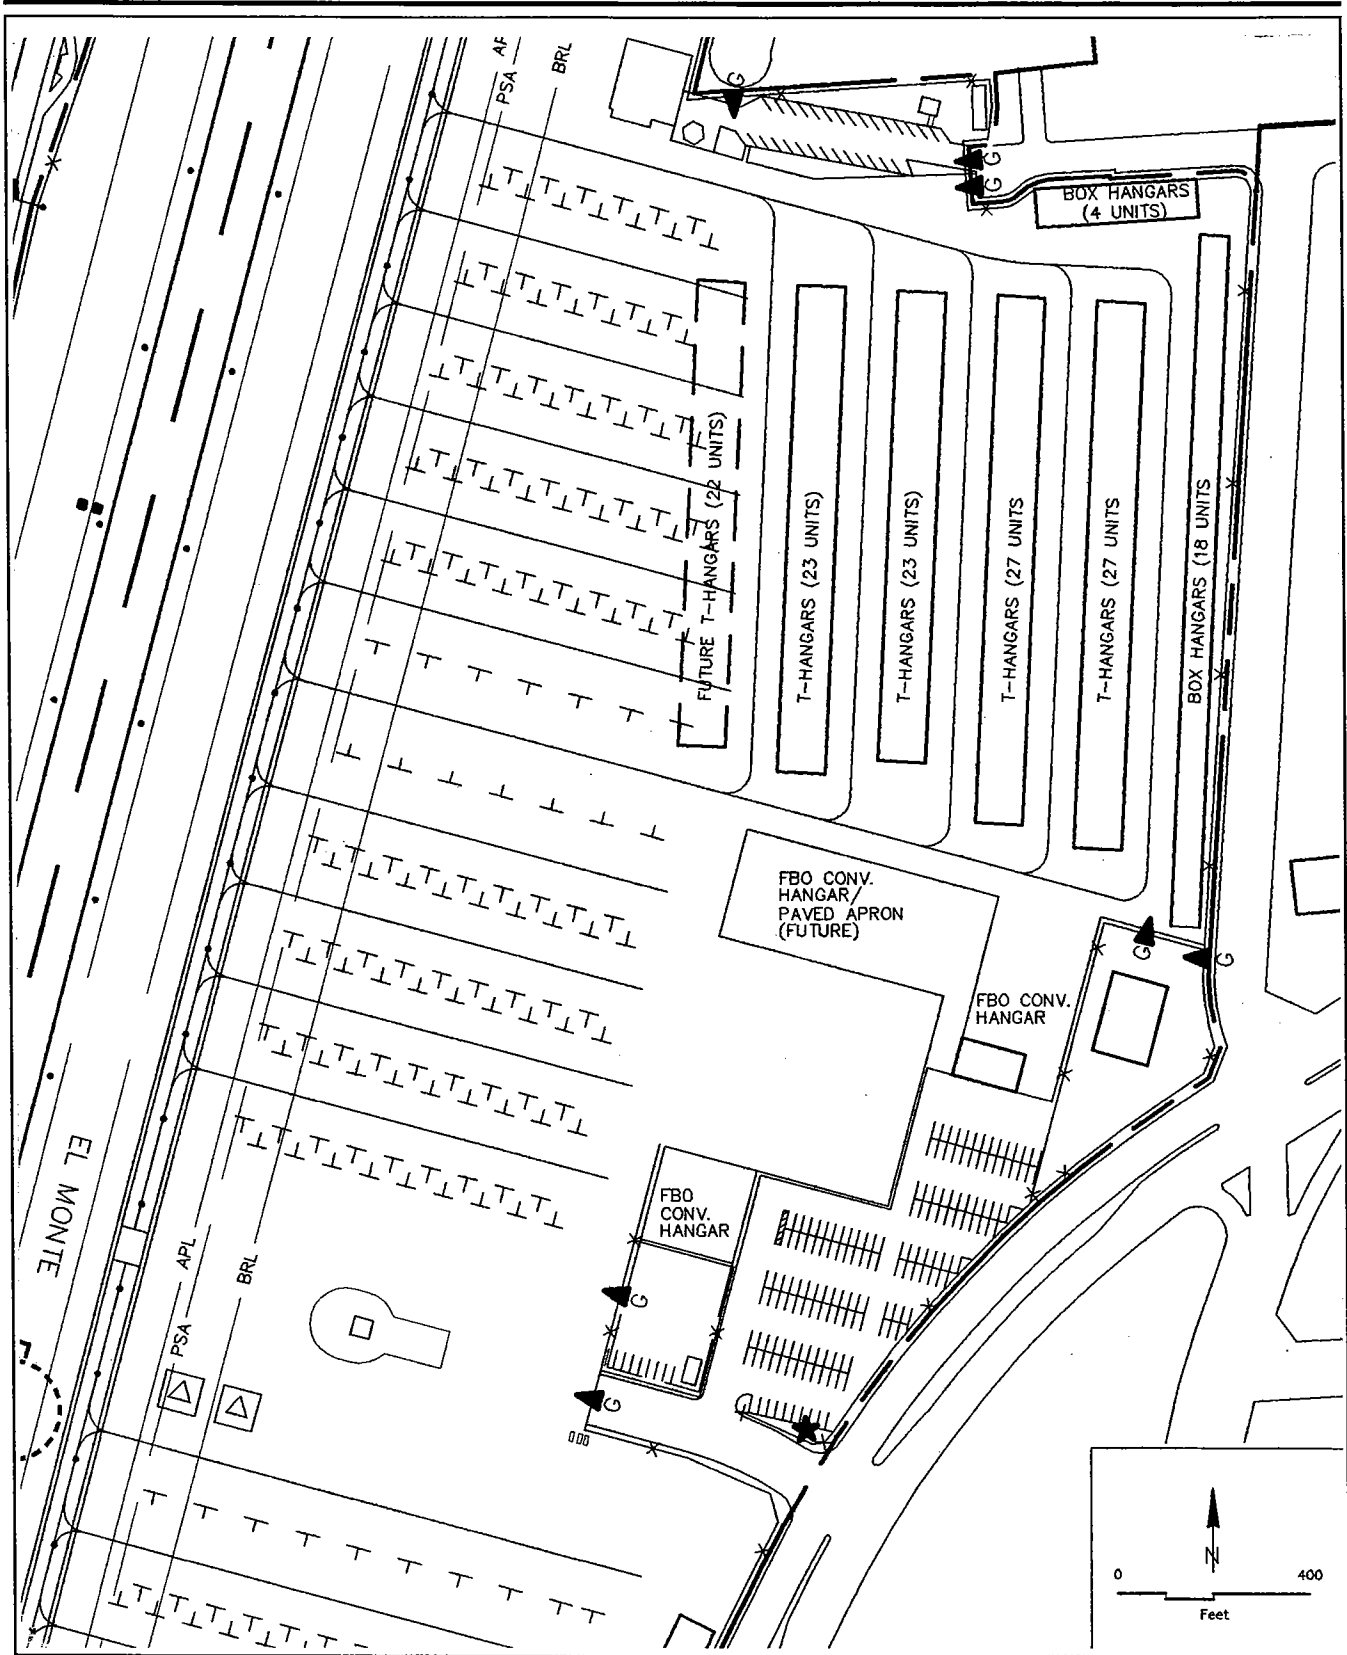 AP
PSA
BRL
G
G
G
BOX HANGARS
(4 UNITS)
FUTURE T-HANGARS (22 UNITS)
T-HANGARS (23 UNITS)
T-HANGARS (23 UNITS)
T-HANGARS (27 UNITS
T-HANGARS (27 UNITS
BOX HANGARS (18 UNITS
FBO CONV.
HANGAR/
PAVED APRON
(FUTURE)
G
G
FBO CONV.
HANGAR
EL MONTE
FBO
CONV.
HANGAR
PSA
APL
BRL
G
G
N
0
400
Feet